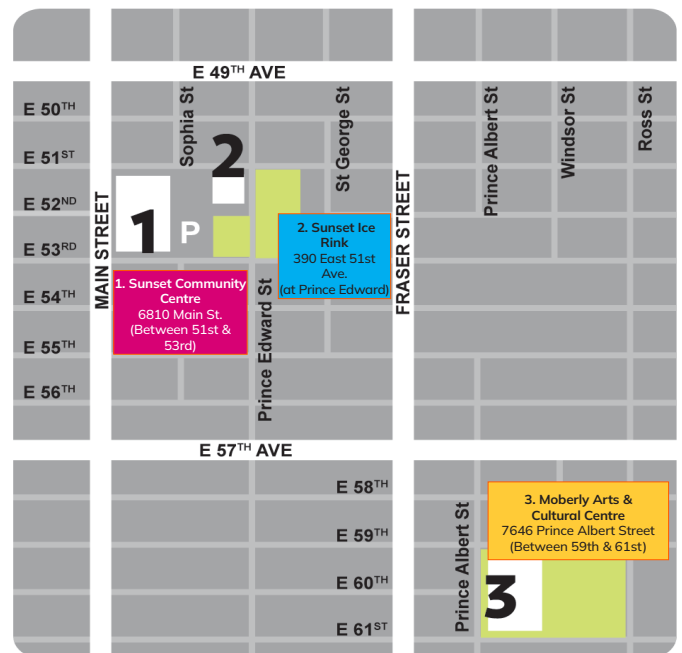 E 49TH AVE
E 50TH
E 51ST
E 52ND
E 53RD
E 54TH
E 55TH
E 56TH
MAIN STREET
Sophia St
Prince Edward St
St George St
FRASER STREET
Prince Albert St
Windsor St
Ross St
1
P
2
1. Sunset Community
Centre
6810 Main St.
(Between 51st &
53rd)
2. Sunset Ice
Rink
390 East 51st
Ave.
(at Prince Edward)
E 57TH AVE
E 58TH
E 59TH
E 60TH
E 61ST
Prince Albert St
3. Moberly Arts &
Cultural Centre
7646 Prince Albert Street
(Between 59th & 61st)
3